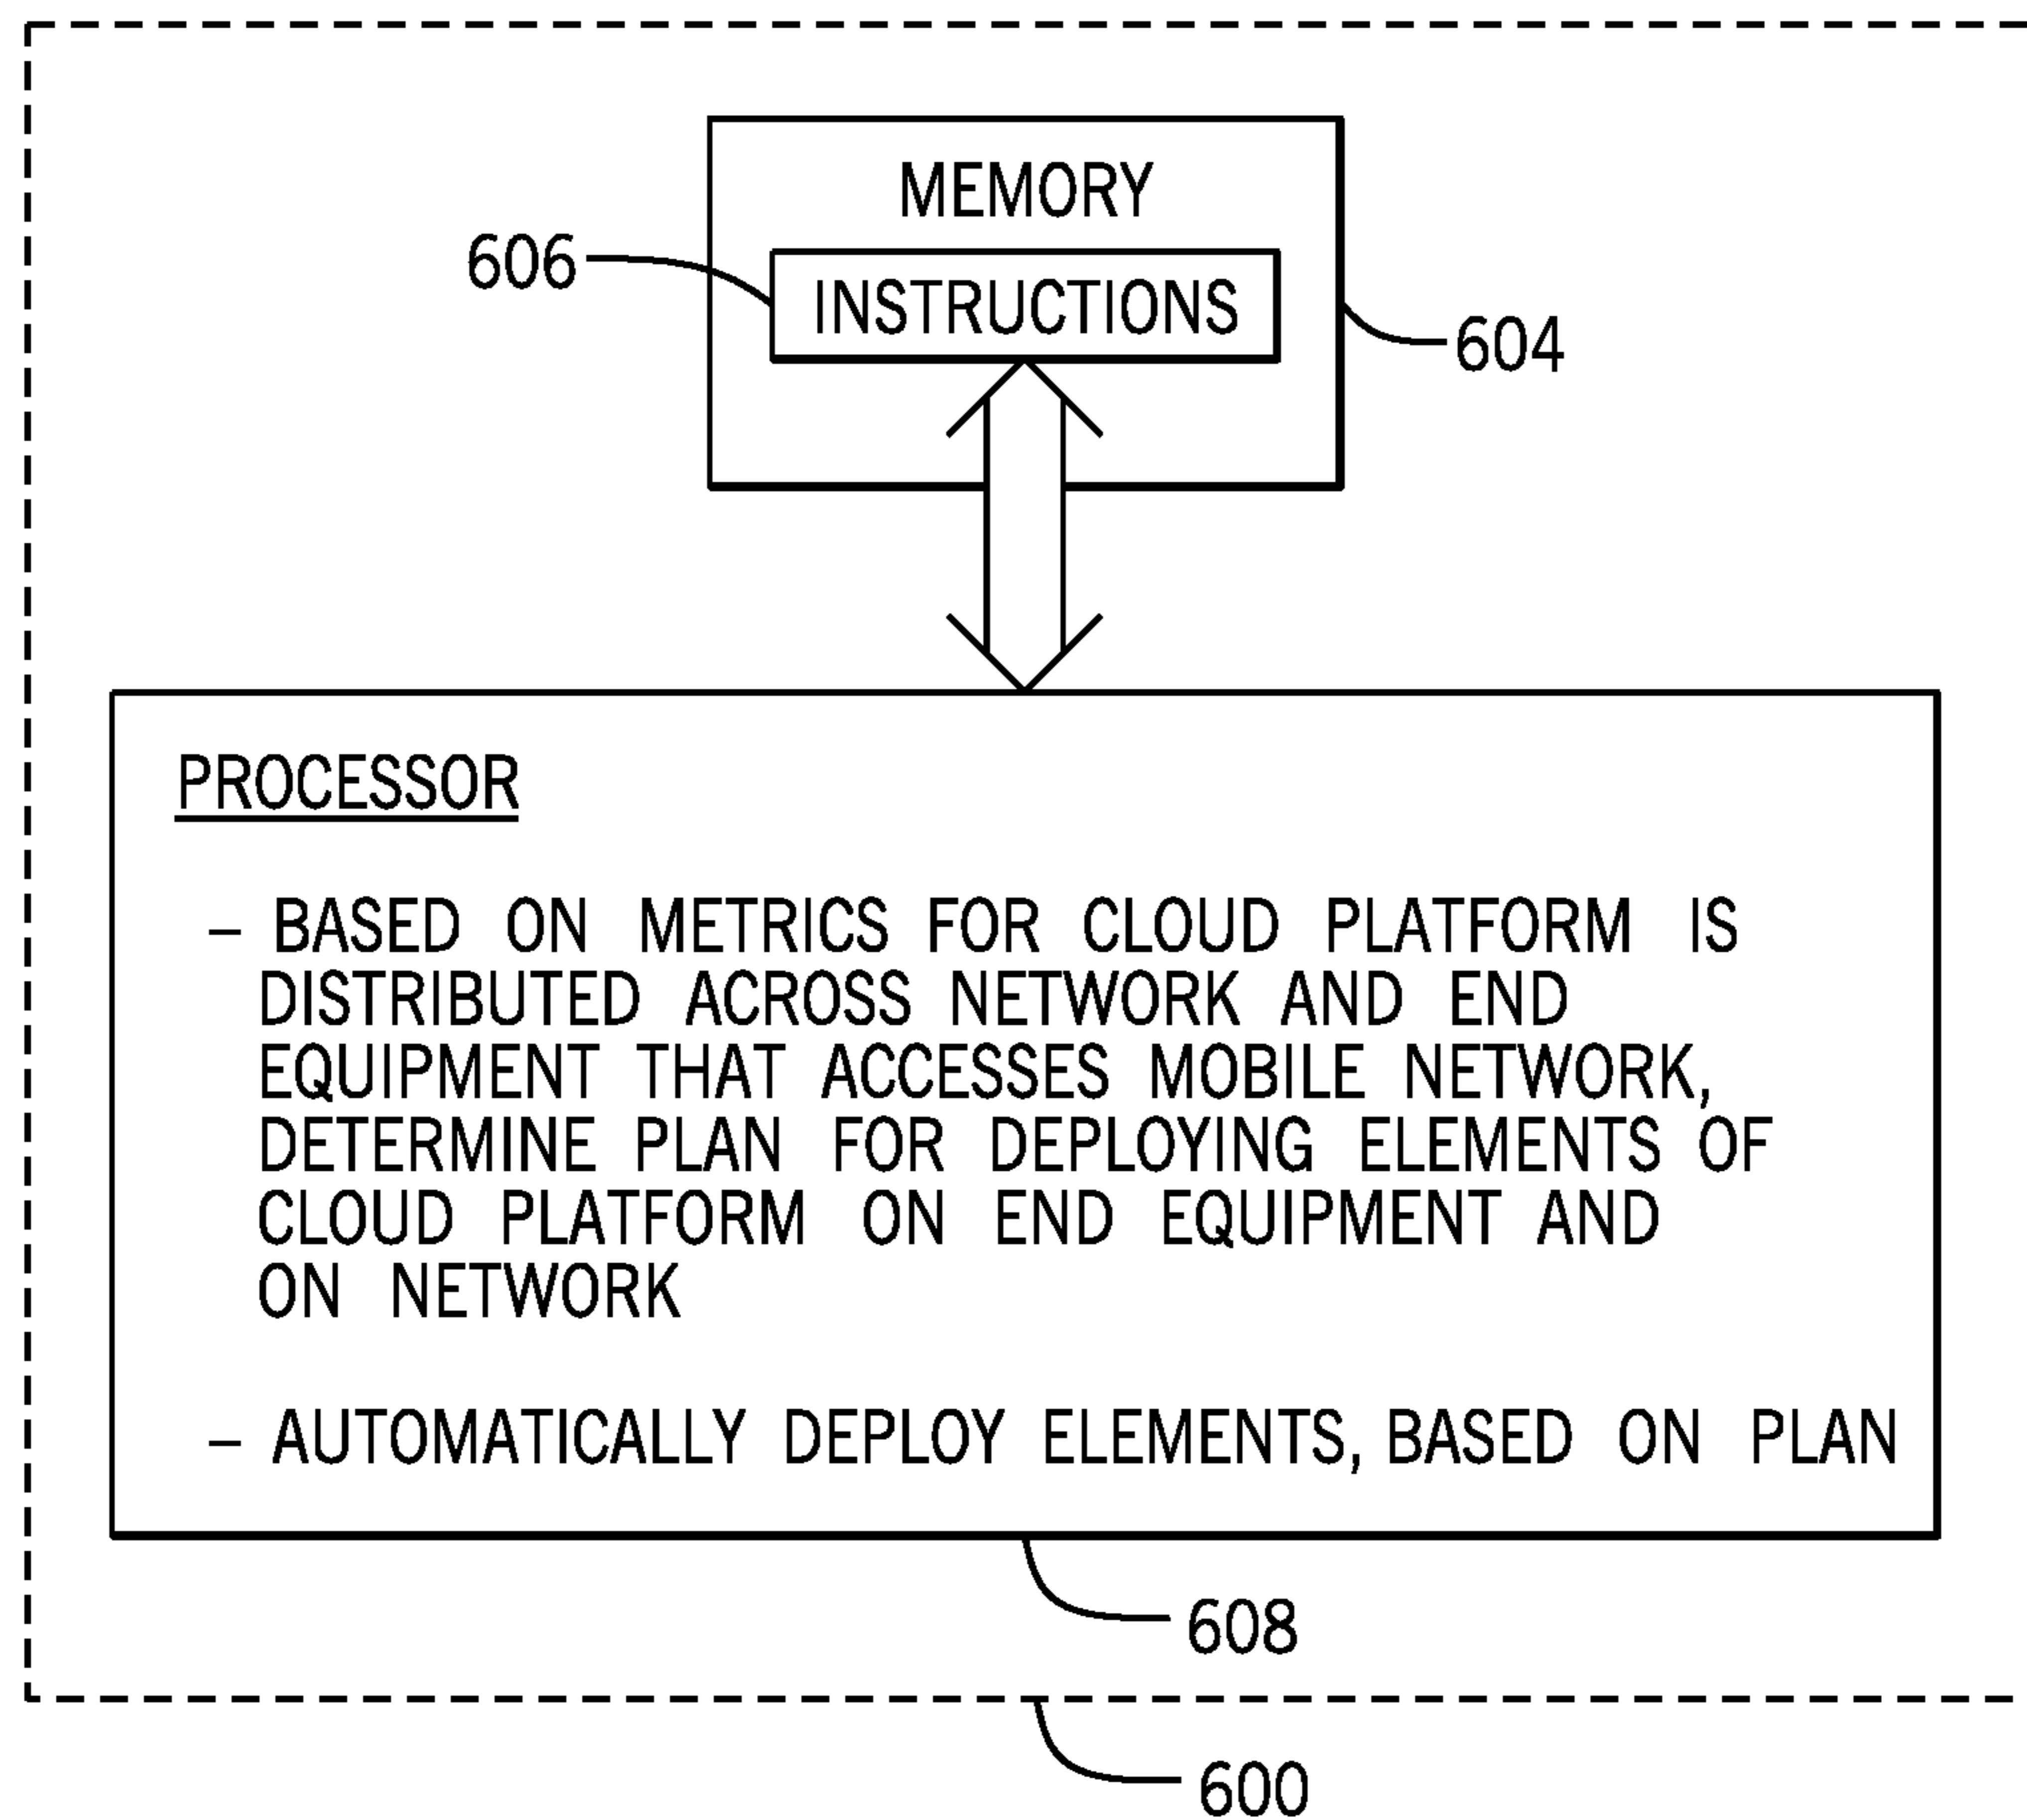 MEMORY
606
INSTRUCTIONS
604
PROCESSOR
– BASED ON METRICS FOR CLOUD PLATFORM IS
DISTRIBUTED ACROSS NETWORK AND END
EQUIPMENT THAT ACCESSES MOBILE NETWORK,
DETERMINE PLAN FOR DEPLOYING ELEMENTS OF
CLOUD PLATFORM ON END EQUIPMENT AND
ON NETWORK
– AUTOMATICALLY DEPLOY ELEMENTS, BASED ON PLAN
608
600